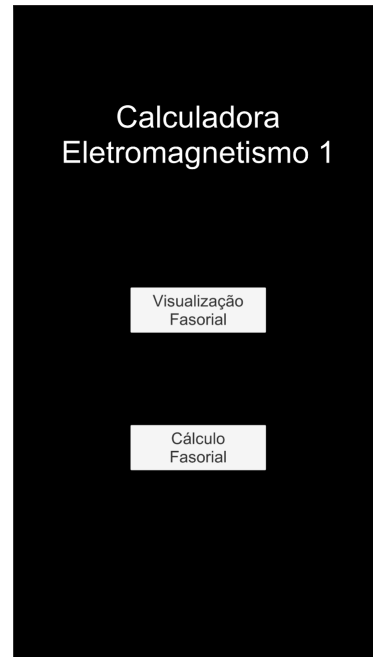 Calculadora
Eletromagnetismo 1
Visualização
Fasorial
Cálculo
Fasorial